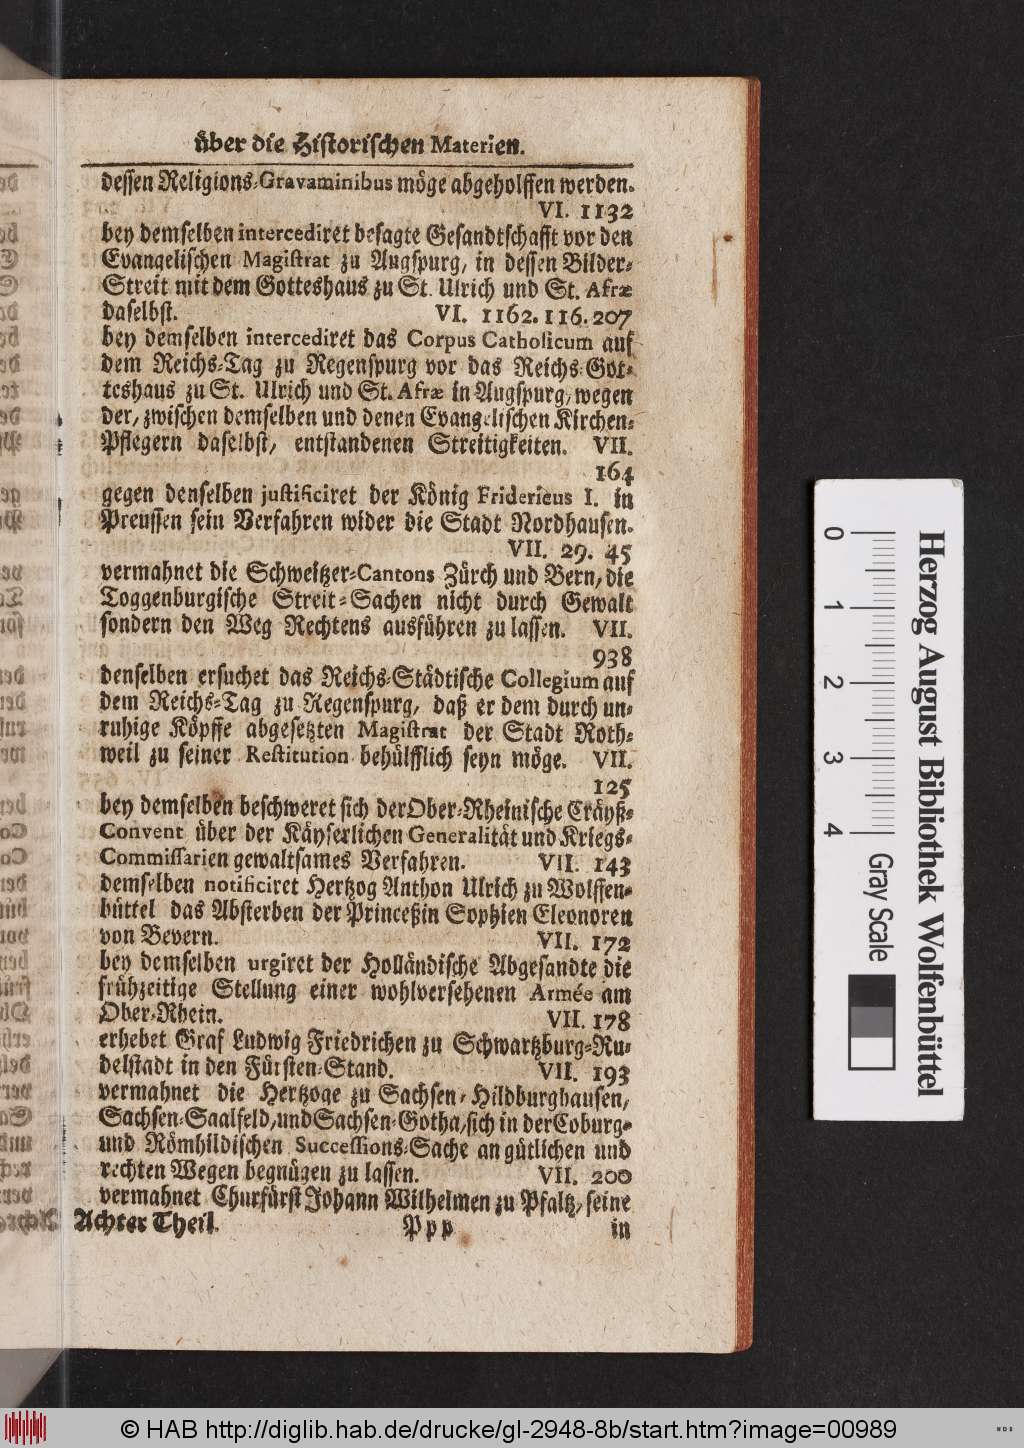 über die Historischen Materien.
dessen Religions-Gravaminibus möge abgeholffen werden.
VI. 1132
bey demselben intercediret besagte Gesandtschafft vor den
Evangelischen Magistrat zu Augspurg, in dessen Bilder-
Streit mit dem Gotteshaus zu St. Ulrich und St. Afræ
daselbst. VI. 1162. 116. 207
bey demselben intercediret das Corpus Catholicum auf
dem Reichs-Tag zu Regenspurg vor das Reichs-Got-
teshaus zu St. Ulrich und St. Afræ in Augspurg, wegen
der, zwischen demselben und denen Evangelischen Kirchen-
Pflegern daselbst, entstandenen Streitigkeiten. VII.
164
gegen denselben justificiret der König Fridericus I. in
Preussen sein Verfahren wider die Stadt Nordhausen.
VII. 29. 45
vermahnet die Schweitzer-Cantons Zürch und Bern, die
Toggenburgische Streit-Sachen nicht durch Gewalt
sondern den Weg Rechtens ausführen zu lassen. VII.
938
denselben ersuchet das Reichs-Städtische Collegium auf
dem Reichs-Tag zu Regenspurg, daß er dem durch un-
ruhige Köpffe abgesetzten Magistrat der Stadt Roth-
weil zu seiner Restitution behülfflich seyn möge. VII.
125
bey demselben beschweret sich der Ober-Rheinische Cräyß-
Convent über der Käyserlichen Generalität und Kriegs-
Commissarien gewaltsames Verfahren. VII. 143
demselben notificiret Hertzog Anthon Ulrich zu Wolffen-
büttel das Absterben der Princeßin Sophien Eleonoren
von Bevern. VII. 172
bey demselben urgiret der Holländische Abgesandte die
frühzeitige Stellung einer wohlversehenen Armée am
Ober-Rhein. VII. 178
erhebet Graf Ludwig Friedrichen zu Schwartzburg-Ru-
delstadt in den Fürsten-Stand. VII. 193
vermahnet die Hertzoge zu Sachsen-Hildburghausen,
Sachsen-Saalfeld, und Sachsen-Gotha, sich in der Coburg-
und Römhildischen Successions-Sache an gütlichen und
rechten Wegen begnügen zu lassen. VII. 200
vermahnet Churfürst Johann Wilhelmen zu Pfaltz, seine
Achter Theil. Ppp in
0 1 2 3 4
Gray Scale
Herzog August Bibliothek Wolfenbüttel
© HAB http://diglib.hab.de/drucke/gl-2948-8b/start.htm?image=00989